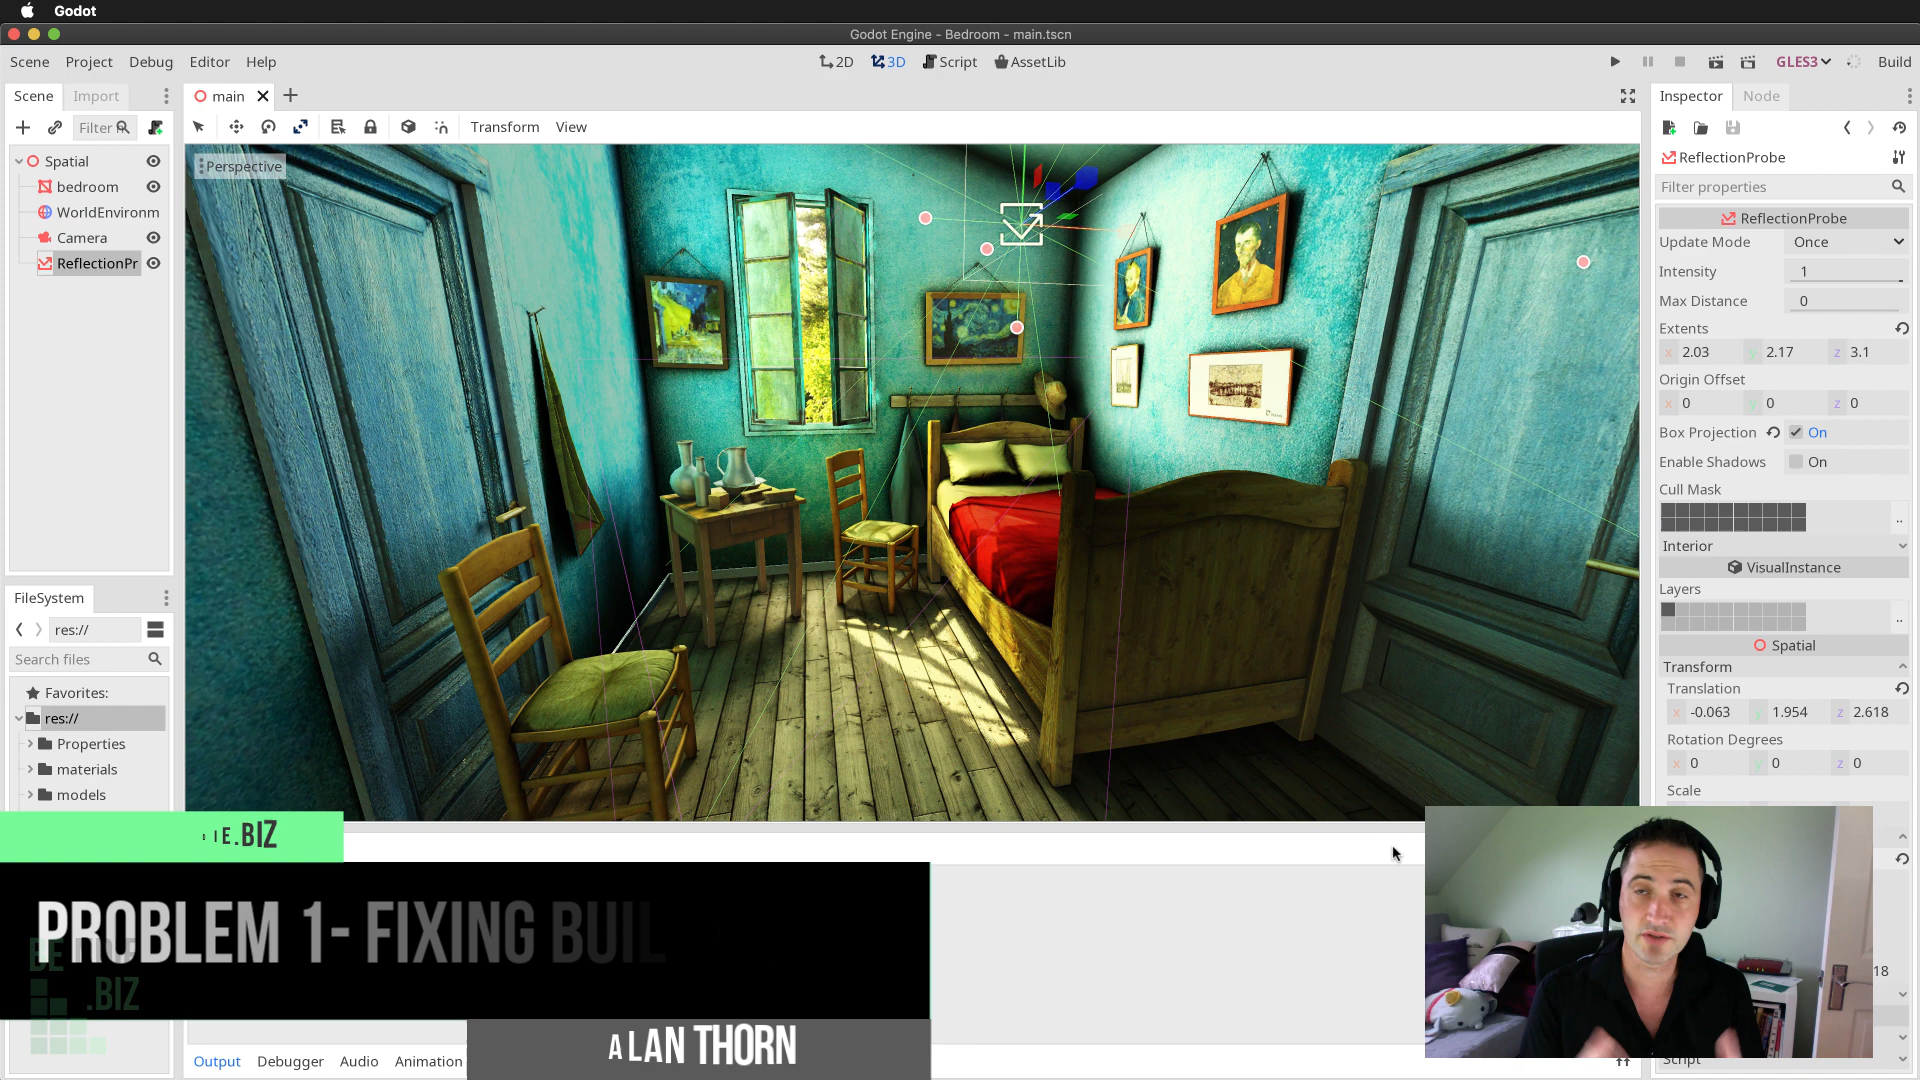 Godot
Godot Engine - Bedroom - main.tscn
Scene Project Debug Editor Help
2D 3D Script AssetLib
GLES3 Build
Scene Import
main
Inspector Node
Filter
Transform View
Spatial
bedroom
WorldEnvironm
Camera
ReflectionPr
Perspective
ReflectionProbe
Filter properties
ReflectionProbe
Update Mode Once
Intensity 1
Max Distance 0
Extents
x 2.03 y 2.17 z 3.1
Origin Offset
x 0 y 0 z 0
Box Projection On
Enable Shadows On
Cull Mask
..
Interior
VisualInstance
Layers
..
Spatial
Transform
Translation
x -0.063 y 1.954 z 2.618
Rotation Degrees
x 0 y 0 z 0
Scale
18
Script
FileSystem
res://
Search files
Favorites:
res://
Properties
materials
models
IE.BIZ
PROBLEM 1- FIXING BUIL
.BIZ
ALAN THORN
Output Debugger Audio Animation